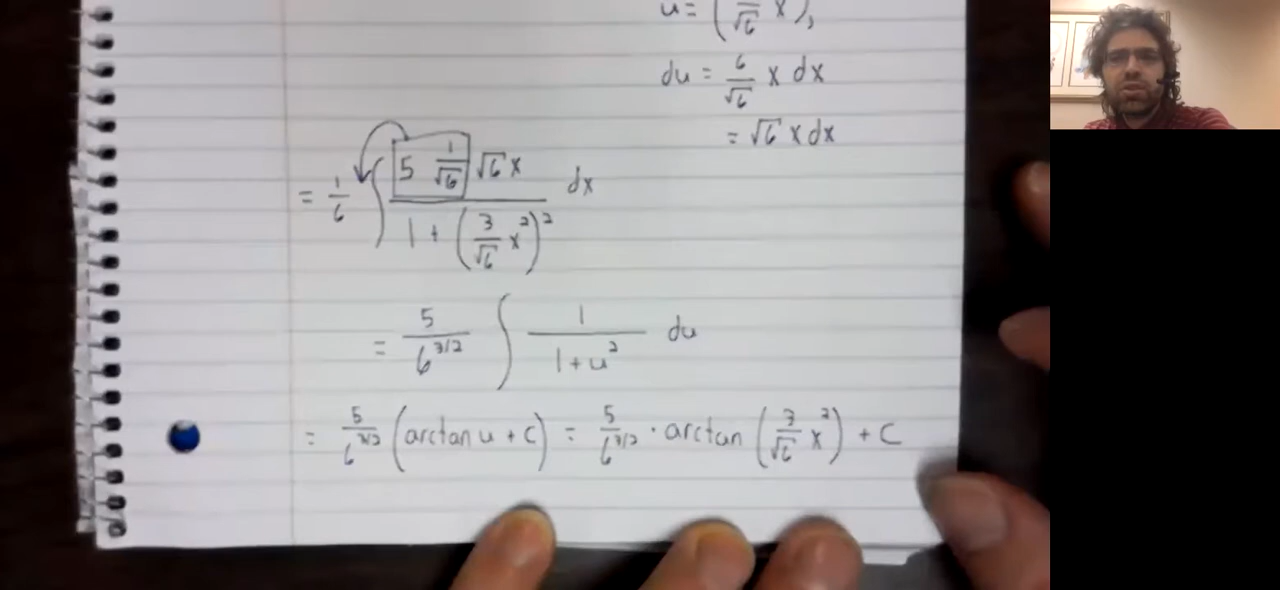 u = ( /√6 x ),
du = 6/√6 x dx
= √6 x dx
= 1/6 ∫ (5 1/√6 √6 x)/(1 + (3/√6 x²)²) dx
= 5/6^(3/2) ∫ 1/(1+u²) du
= 5/6^(3/2) (arctan u + C) = 5/6^(3/2) · arctan (3/√6 x²) + C